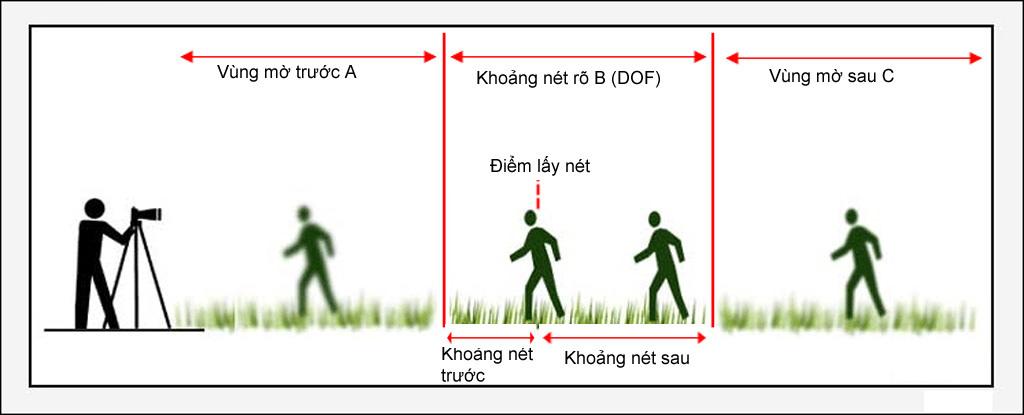 Vùng mờ trước A
Khoảng nét rõ B (DOF)
Vùng mờ sau C
Điểm lấy nét
Khoảng nét
trước
Khoảng nét sau